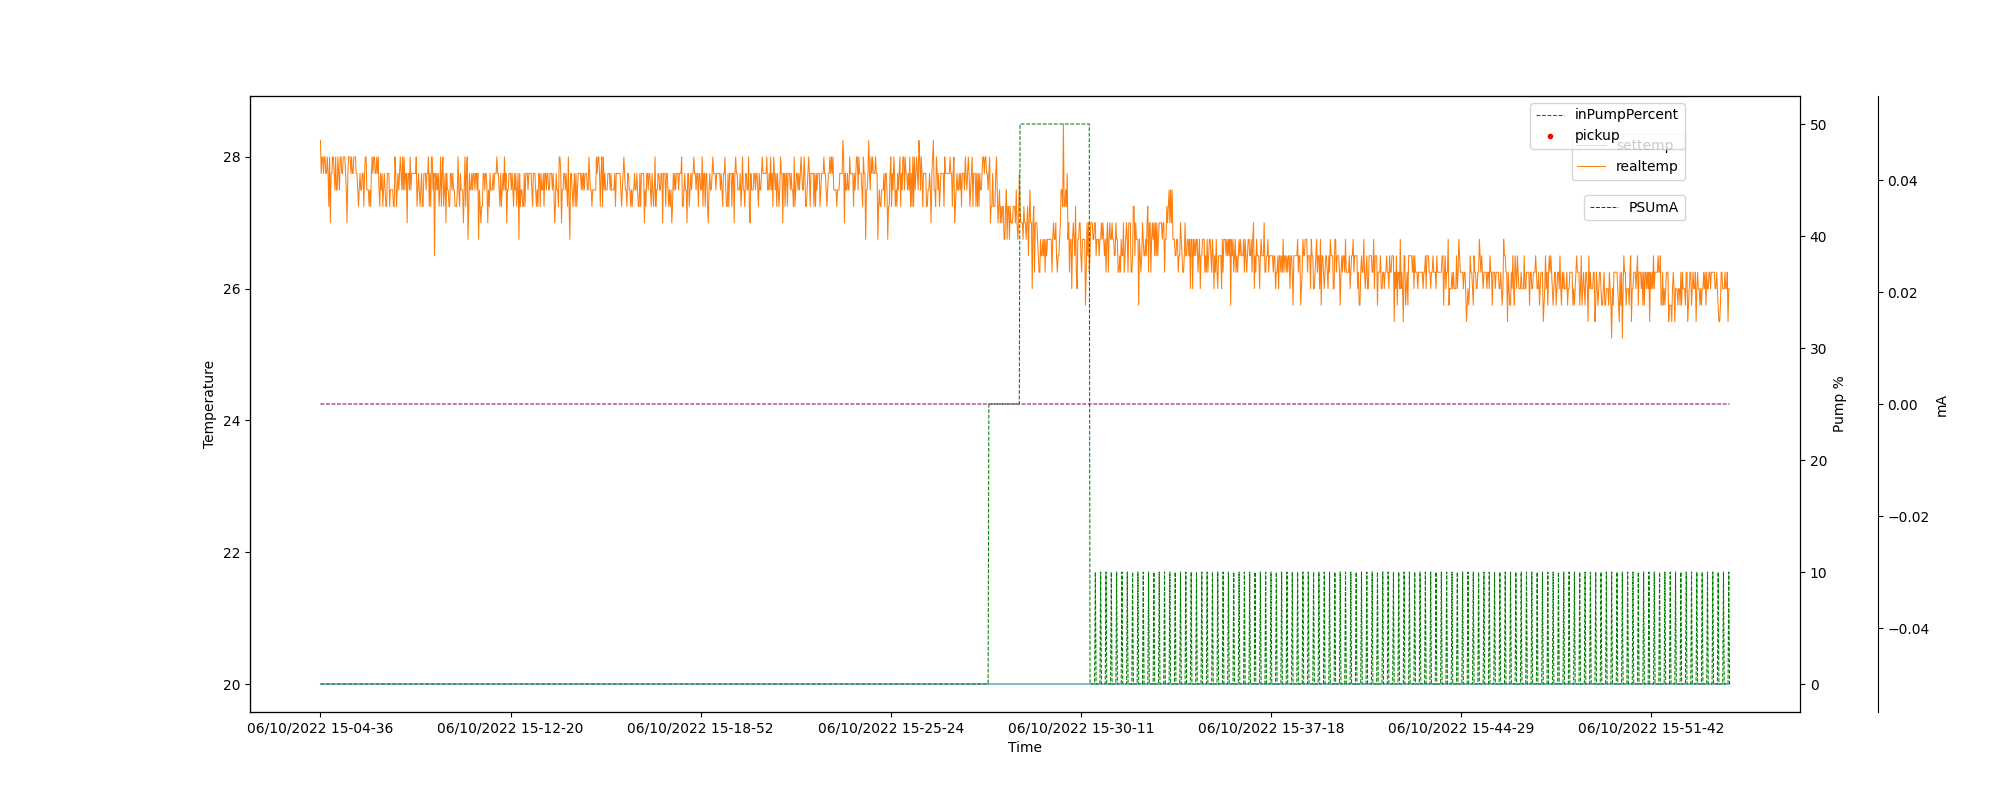 inPumpPercent
pickup
settemp
realtemp
PSUmA
28
26
24
22
20
Temperature
50
40
30
20
10
0
Pump %
0.04
0.02
0.00
−0.02
−0.04
mA
06/10/2022 15-04-36
06/10/2022 15-12-20
06/10/2022 15-18-52
06/10/2022 15-25-24
06/10/2022 15-30-11
06/10/2022 15-37-18
06/10/2022 15-44-29
06/10/2022 15-51-42
Time